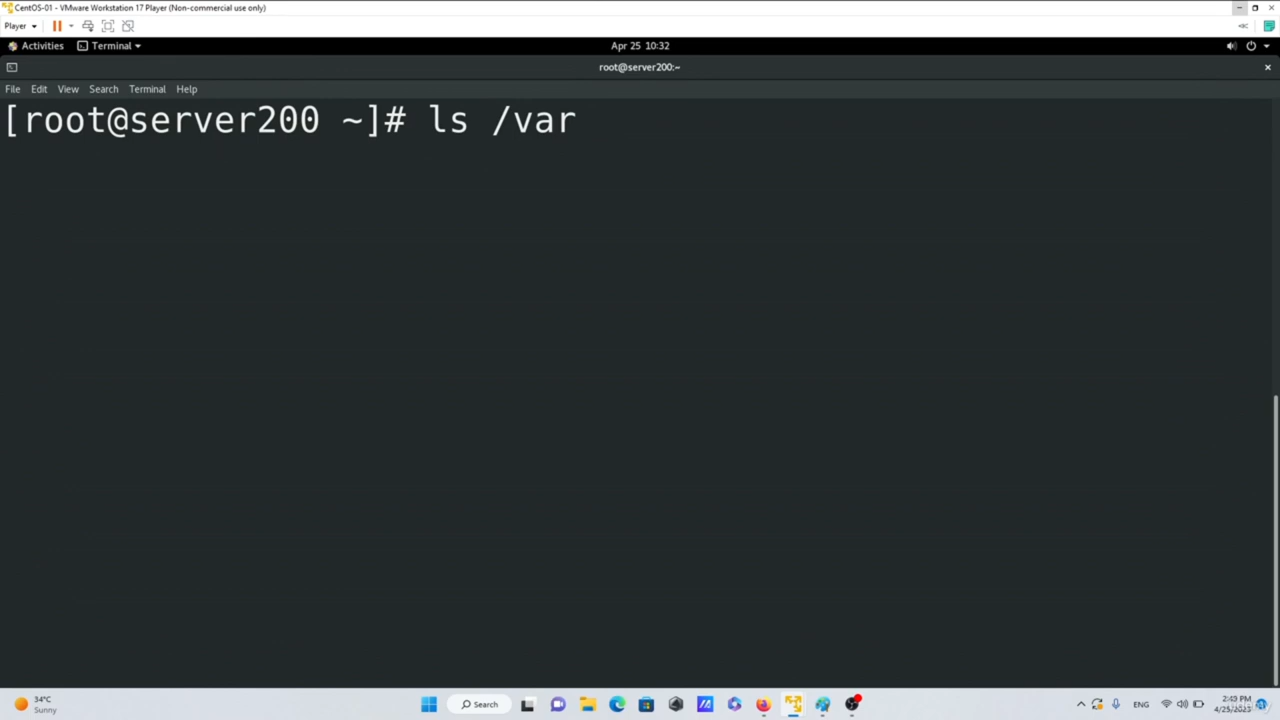 CentOS-01 - VMware Workstation 17 Player (Non-commercial use only)
Player
Activities Terminal Apr 25 10:32
root@server200:~
File Edit View Search Terminal Help
[root@server200 ~]# ls /var
34°C
Sunny
Search
ENG
2:49 PM
4/25/2023